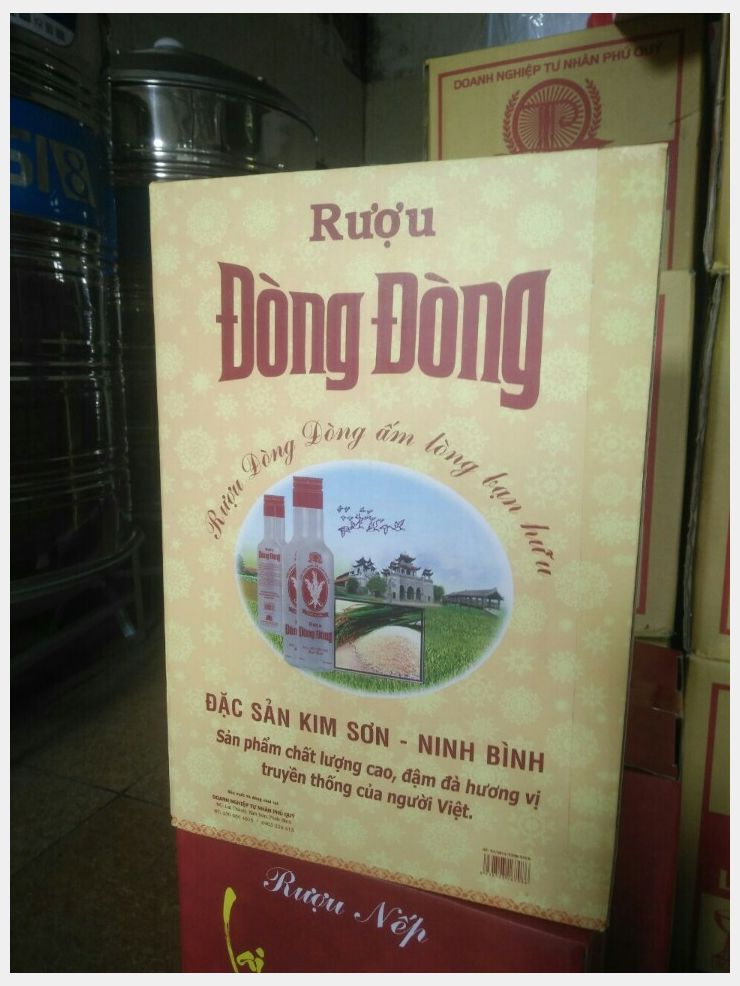 DOANH NGHIỆP TƯ NHÂN PHÚ QUÝ
Rượu
Đòng Đòng
Rượu Đòng Đòng ấm lòng bạn hữu
Đòng Đòng
Đòng Đòng
ĐẶC SẢN KIM SƠN - NINH BÌNH
Sản phẩm chất lượng cao, đậm đà hương vị
truyền thống của người Việt.
DOANH NGHIỆP TƯ NHÂN PHÚ QUÝ
Rượu Nếp